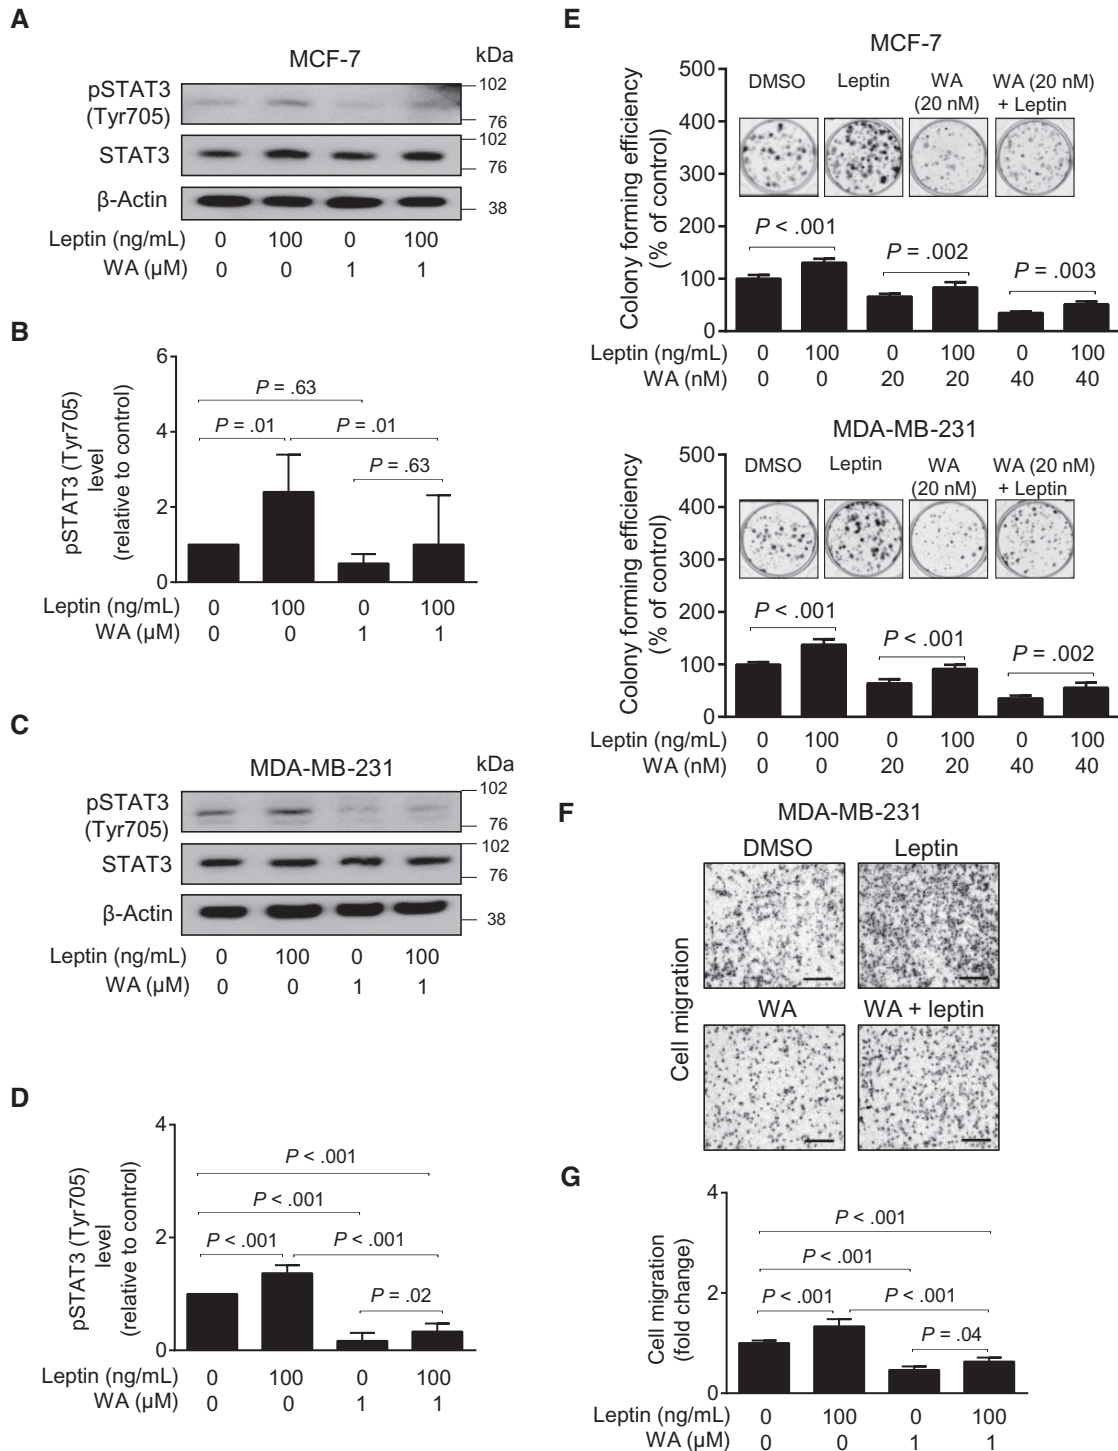 A
MCF-7
kDa
pSTAT3
(Tyr705)
102
76
STAT3
102
76
β-Actin
38
Leptin (ng/mL) 0 100 0 100
WA (μM) 0 0 1 1
B
pSTAT3 (Tyr705)
level
(relative to control)
6
4
2
0
P = .63
P = .01 P = .01
P = .63
Leptin (ng/mL) 0 100 0 100
WA (μM) 0 0 1 1
C
MDA-MB-231
kDa
pSTAT3
(Tyr705)
102
76
STAT3
102
76
β-Actin
38
Leptin (ng/mL) 0 100 0 100
WA (μM) 0 0 1 1
D
pSTAT3 (Tyr705)
level
(relative to control)
4
2
0
P < .001
P < .001
P < .001 P < .001
P = .02
Leptin (ng/mL) 0 100 0 100
WA (μM) 0 0 1 1
E
MCF-7
Colony forming efficiency
(% of control)
500
400
300
200
100
0
DMSO Leptin WA WA (20 nM)
(20 nM) + Leptin
P < .001
P = .002
P = .003
Leptin (ng/mL) 0 100 0 100 0 100
WA (nM) 0 0 20 20 40 40
MDA-MB-231
Colony forming efficiency
(% of control)
500
400
300
200
100
0
DMSO Leptin WA WA (20 nM)
(20 nM) + Leptin
P < .001
P < .001
P = .002
Leptin (ng/mL) 0 100 0 100 0 100
WA (nM) 0 0 20 20 40 40
F
MDA-MB-231
DMSO Leptin
Cell migration
WA WA + leptin
G
Cell migration
(fold change)
4
2
0
P < .001
P < .001
P < .001 P < .001
P = .04
Leptin (ng/mL) 0 100 0 100
WA (μM) 0 0 1 1